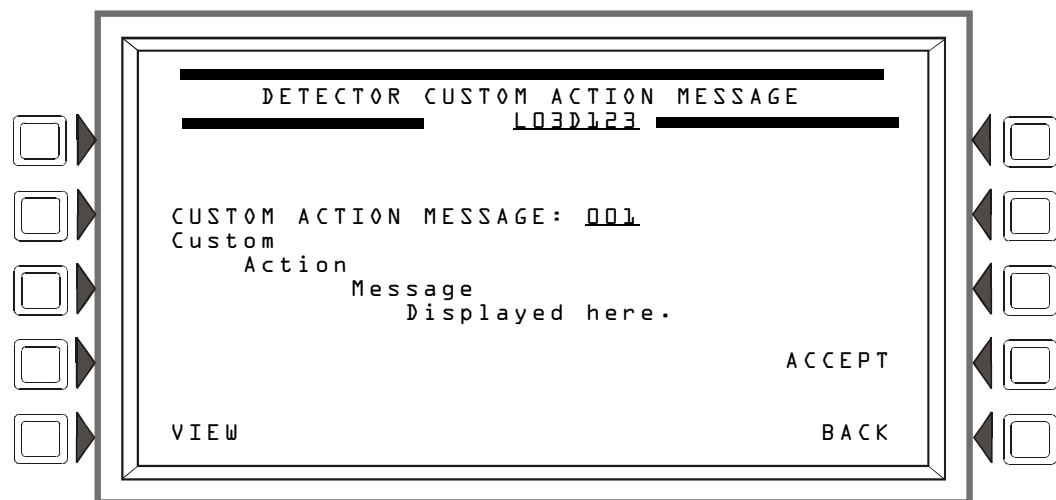 DETECTOR CUSTOM ACTION MESSAGE
L03D123
CUSTOM ACTION MESSAGE: 001
Custom
Action
Message
Displayed here.
ACCEPT
VIEW
BACK